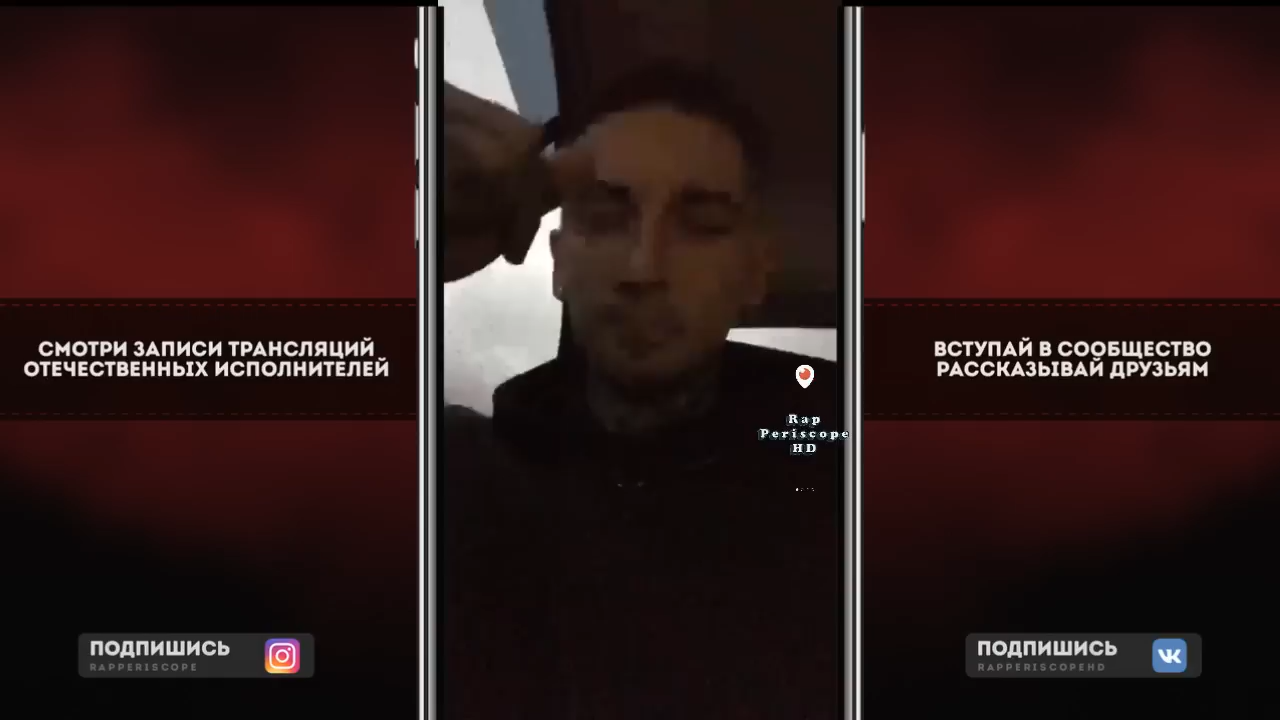 СМОТРИ ЗАПИСИ ТРАНСЛЯЦИЙ
ОТЕЧЕСТВЕННЫХ ИСПОЛНИТЕЛЕЙ
ВСТУПАЙ В СООБЩЕСТВО
РАССКАЗЫВАЙ ДРУЗЬЯМ
Rap
Periscope
HD
ПОДПИШИСЬ
RAPPERISCOPE
ПОДПИШИСЬ
RAPPERISCOPEHD